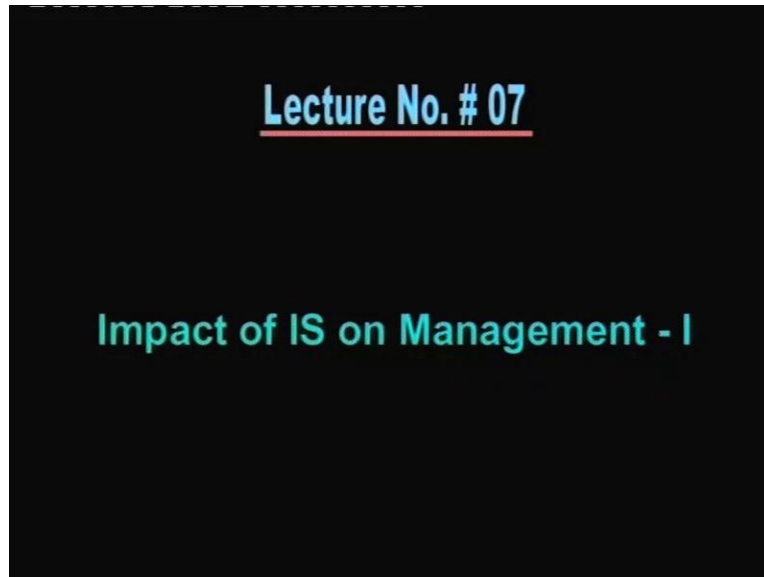 Lecture No. # 07
Impact of IS on Management - I